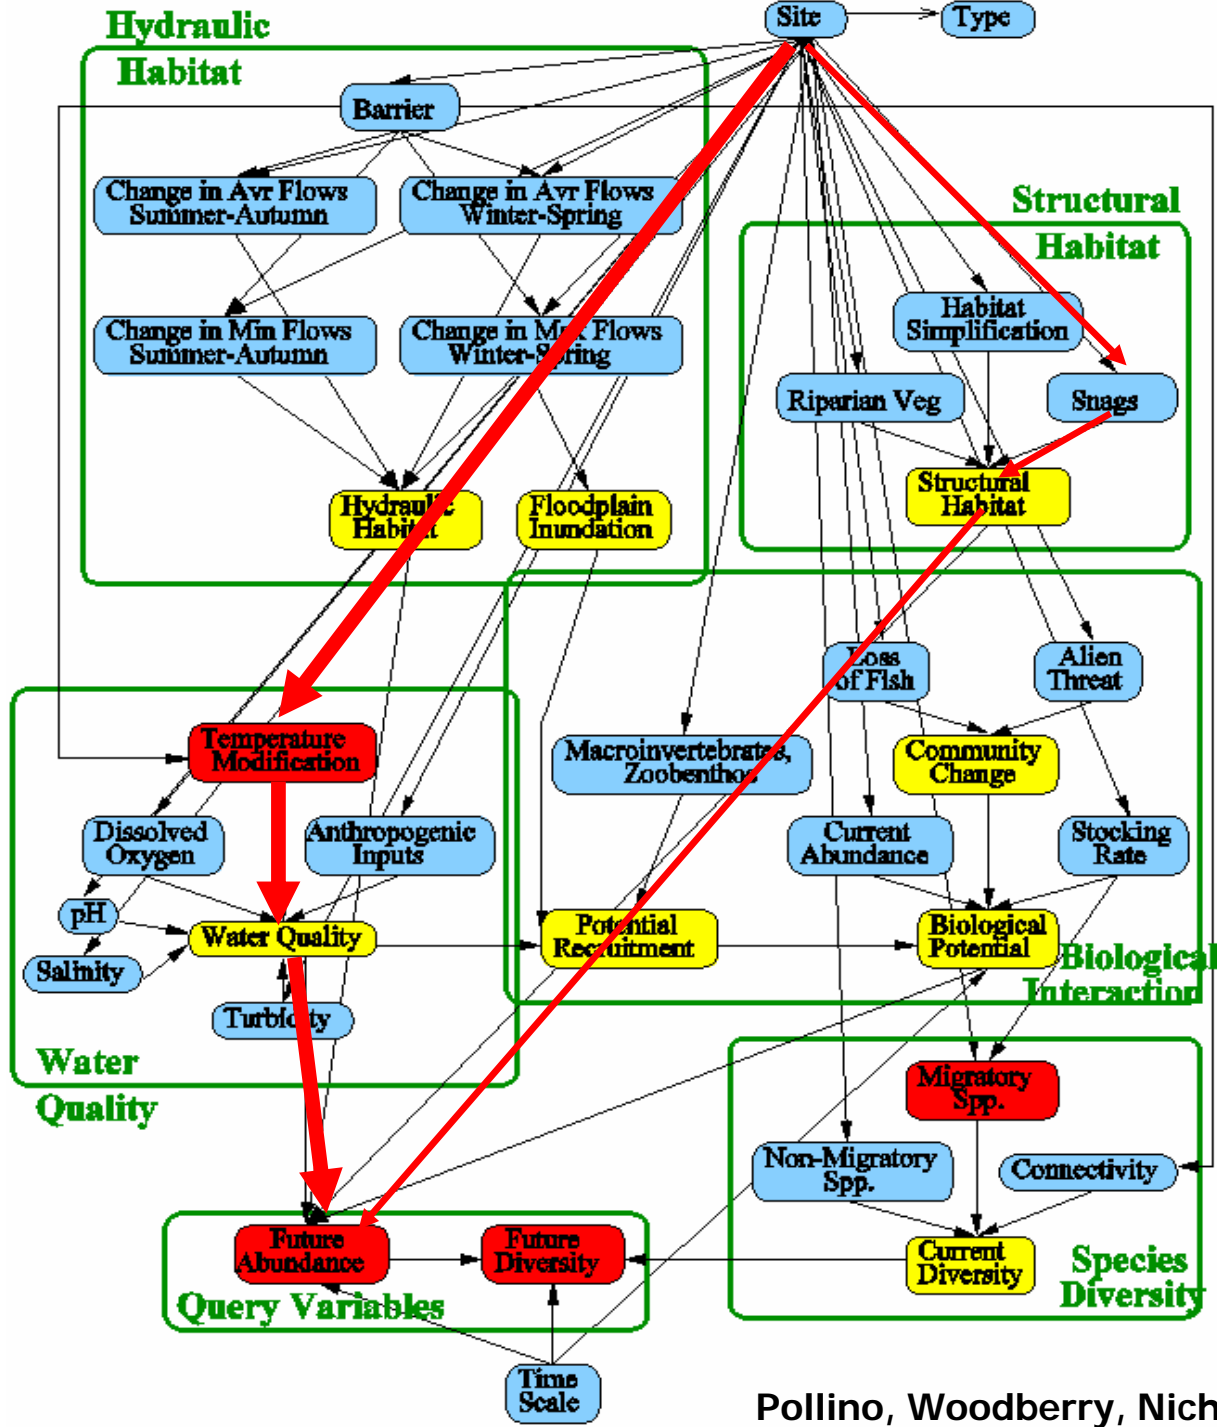 Site
Type
Hydraulic
Habitat
Barrier
Change in Avr Flows
Summer-Autumn
Change in Avr Flows
Winter-Spring
Structural
Habitat
Habitat
Simplification
Change in Min Flows
Summer-Autumn
Change in Max Flows
Winter-Spring
Riparian Veg
Snags
Hydraulic
Habitat
Floodplain
Inundation
Structural
Habitat
Loss
of Fish
Alien
Threat
Temperature
Modification
Macroinvertebrates,
Zoobenthos
Community
Change
Dissolved
Oxygen
Anthropogenic
Inputs
Current
Abundance
Stocking
Rate
pH
Water Quality
Potential
Recruitment
Biological
Potential
Salinity
Turbidity
Biological
Interaction
Water
Quality
Migratory
Spp.
Non-Migratory
Spp.
Connectivity
Future
Abundance
Future
Diversity
Current
Diversity
Species
Diversity
Query Variables
Time
Scale
Pollino, Woodberry, Nich